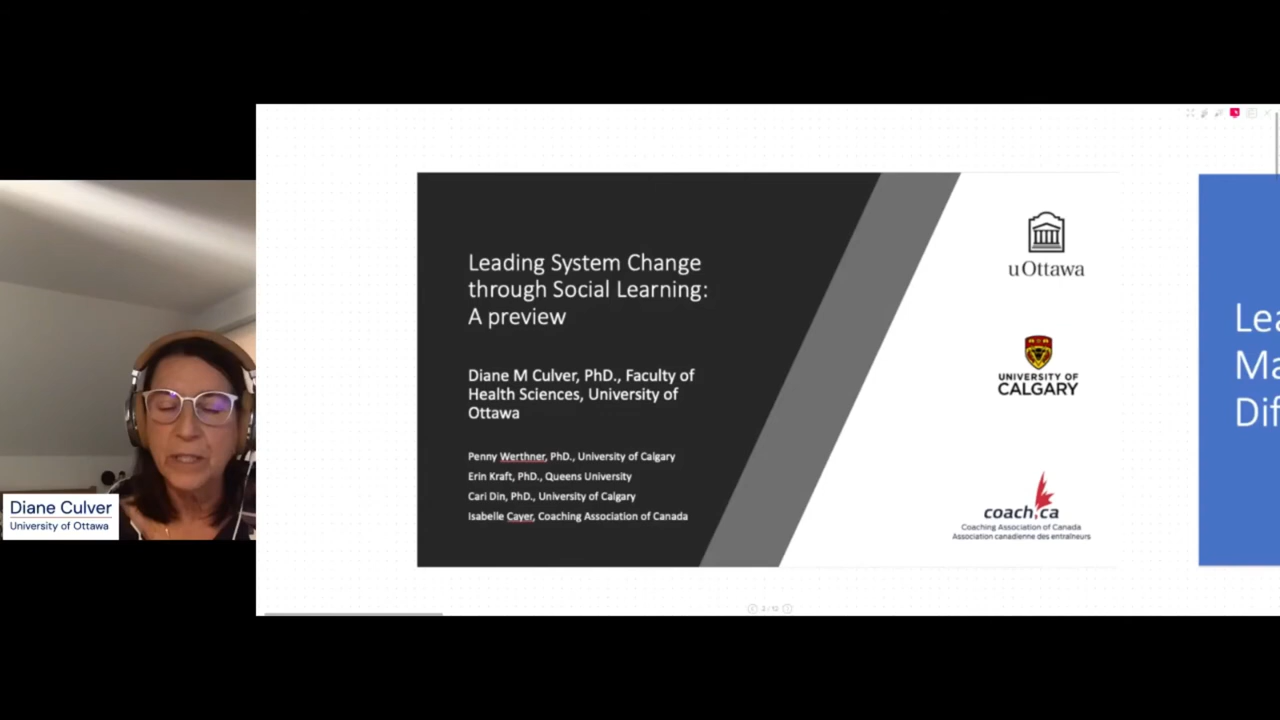 Diane Culver
University of Ottawa
Leading System Change
through Social Learning:
A preview
Diane M Culver, PhD., Faculty of
Health Sciences, University of
Ottawa
Penny Werthner, PhD., University of Calgary
Erin Kraft, PhD., Queens University
Cari Din, PhD., University of Calgary
Isabelle Cayer, Coaching Association of Canada
uOttawa
UNIVERSITY OF
CALGARY
coach.ca
Coaching Association of Canada
Association canadienne des entraîneurs
Lea
Ma
Dif
2 / 12